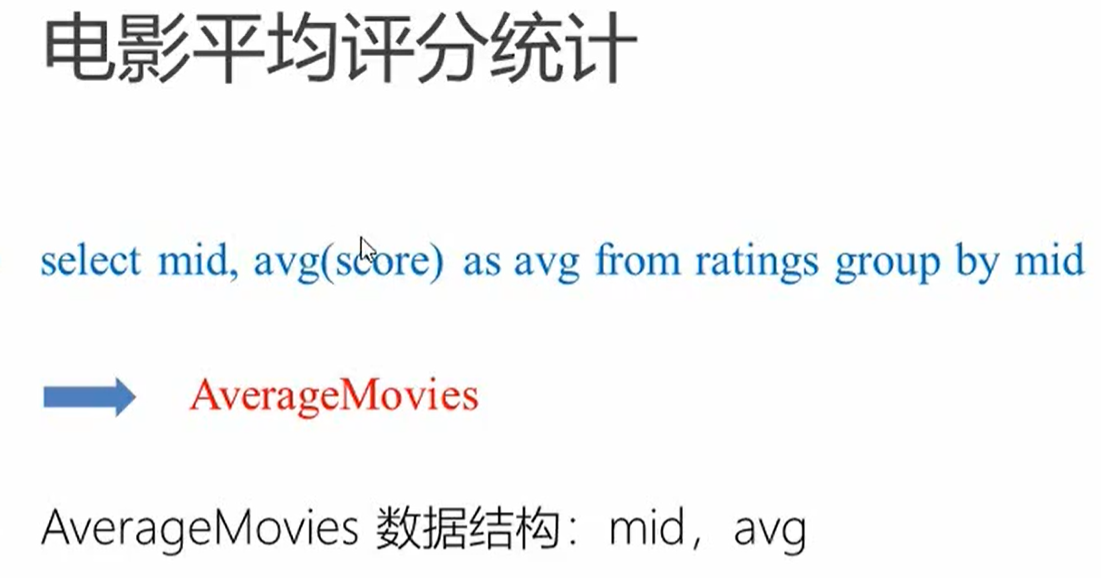 电影平均评分统计
select mid, avg(score) as avg from ratings group by mid
AverageMovies
AverageMovies 数据结构：mid，avg